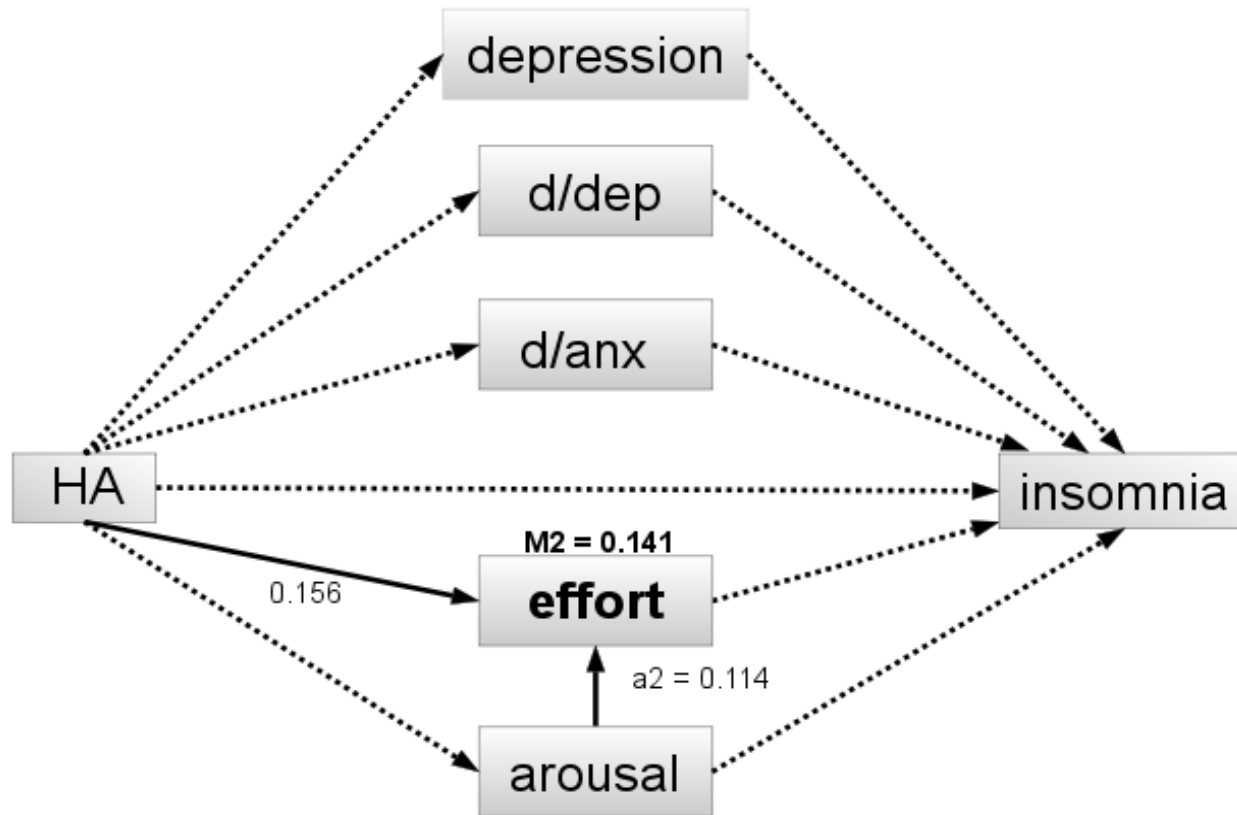 depression
d/dep
d/anx
HA
insomnia
M2 = 0.141
0.156
effort
a2 = 0.114
arousal